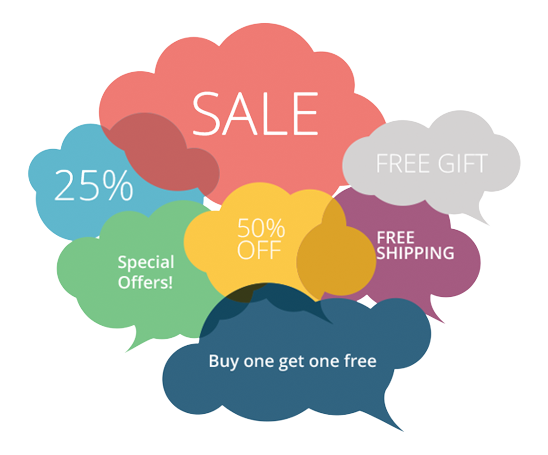 SALE
FREE GIFT
25%
50%
OFF
FREE
SHIPPING
Special
Offers!
Buy one get one free